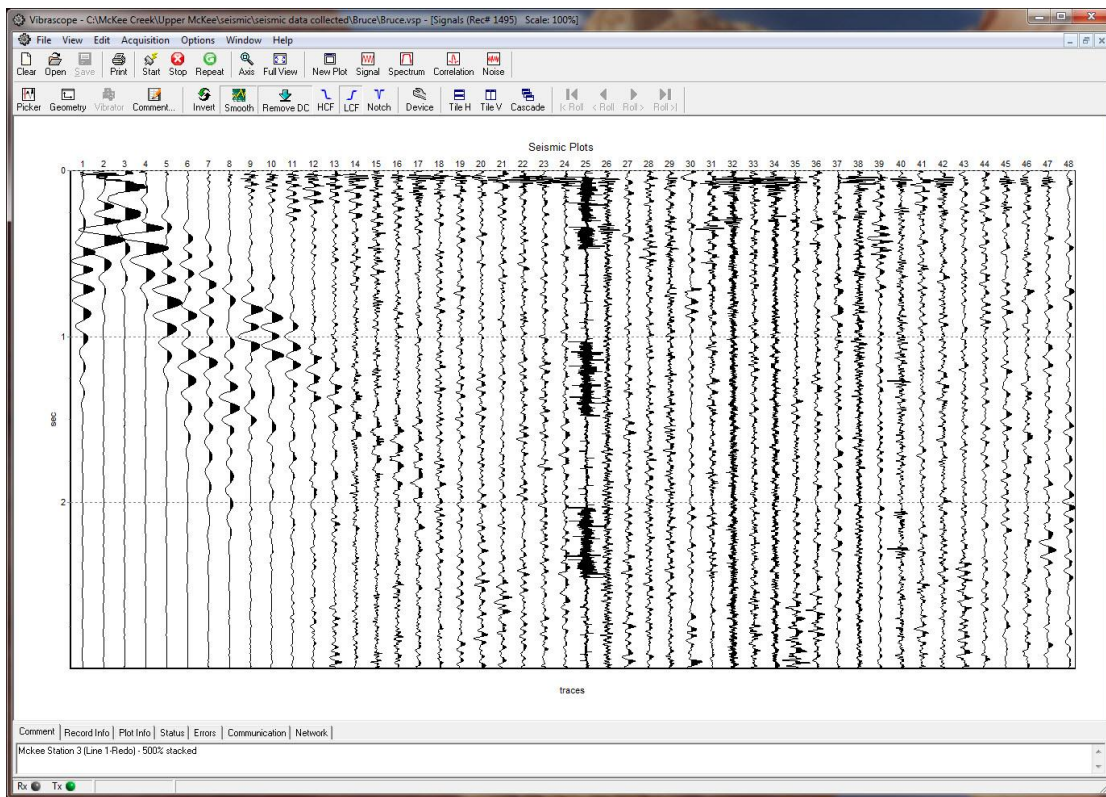 Vibrascope - C:\McKee Creek\Upper McKee\seismic\seismic data collected\Bruce\Bruce.vsp - [Signals (Rec# 1495) Scale: 100%]
File View Edit Acquisition Options Window Help
Clear Open Save Print Start Stop Repeat Axis Full View New Plot Signal Spectrum Correlation Noise
Picker Geometry Vibrator Comment... Invert Smooth Remove DC HCF LCF Notch Device Tile H Tile V Cascade |< Roll < Roll Roll > Roll >|
Seismic Plots
1 2 3 4 5 6 7 8 9 10 11 12 13 14 15 16 17 18 19 20 21 22 23 24 25 26 27 28 29 30 31 32 33 34 35 36 37 38 39 40 41 42 43 44 45 46 47 48
0
1
sec
2
traces
Comment Record Info Plot Info Status Errors Communication Network
Mckee Station 3 (Line 1-Redo) - 500% stacked
Rx Tx